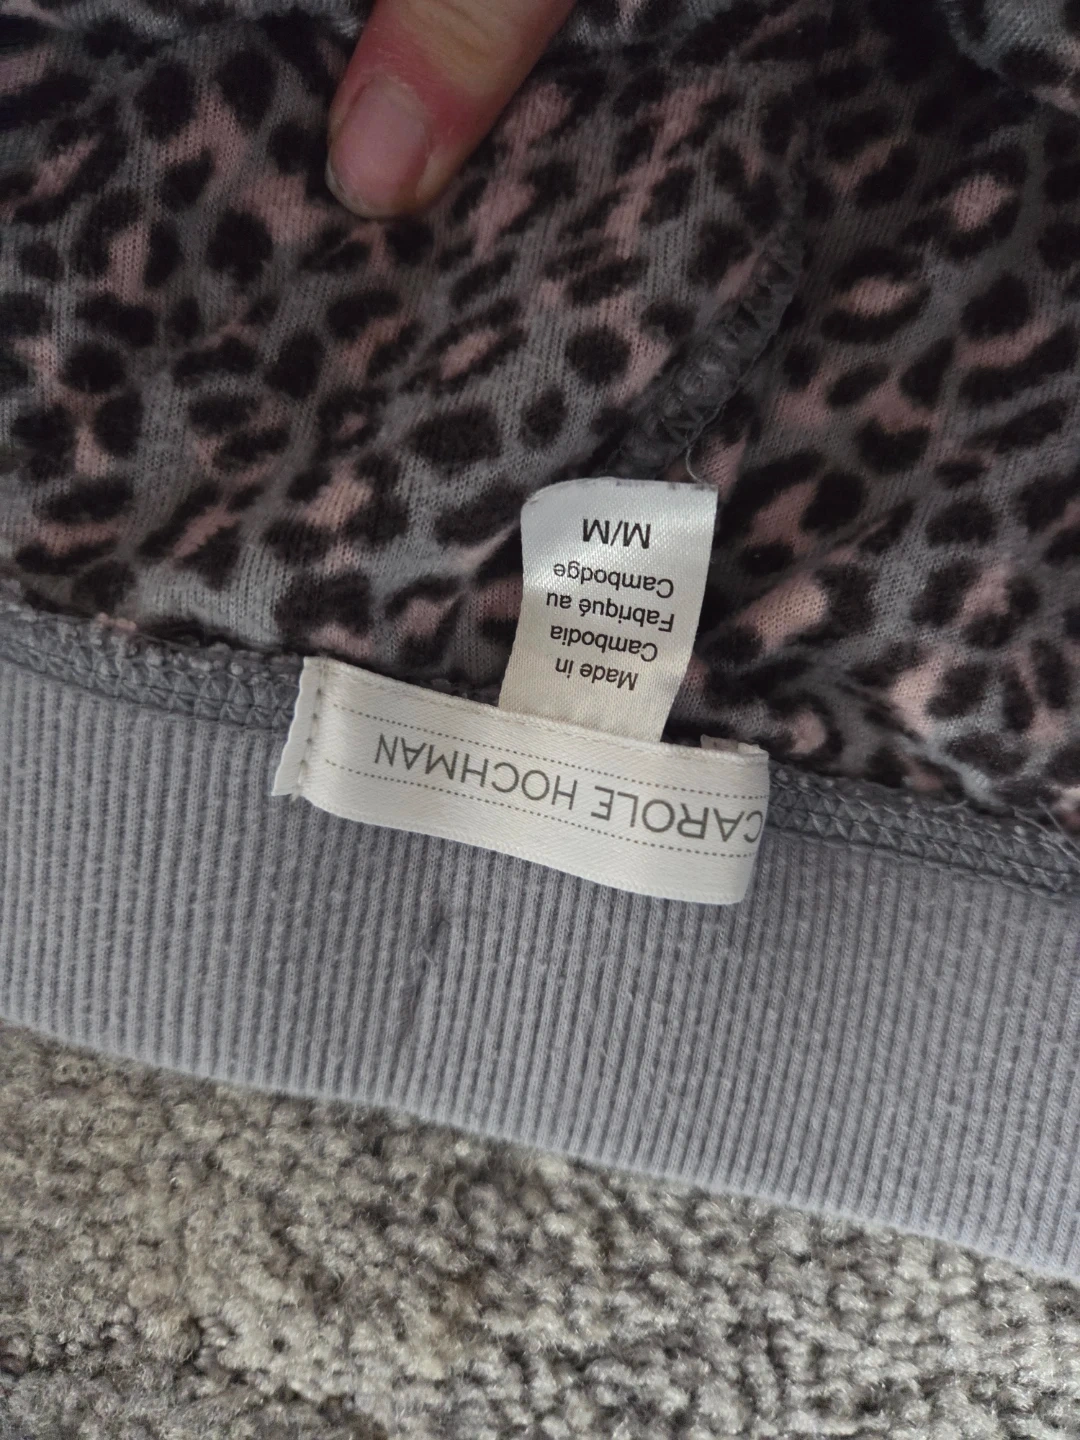 CAROLE HOCHMAN
Made in
Cambodia
Fabriqué au
Cambodge
M/M